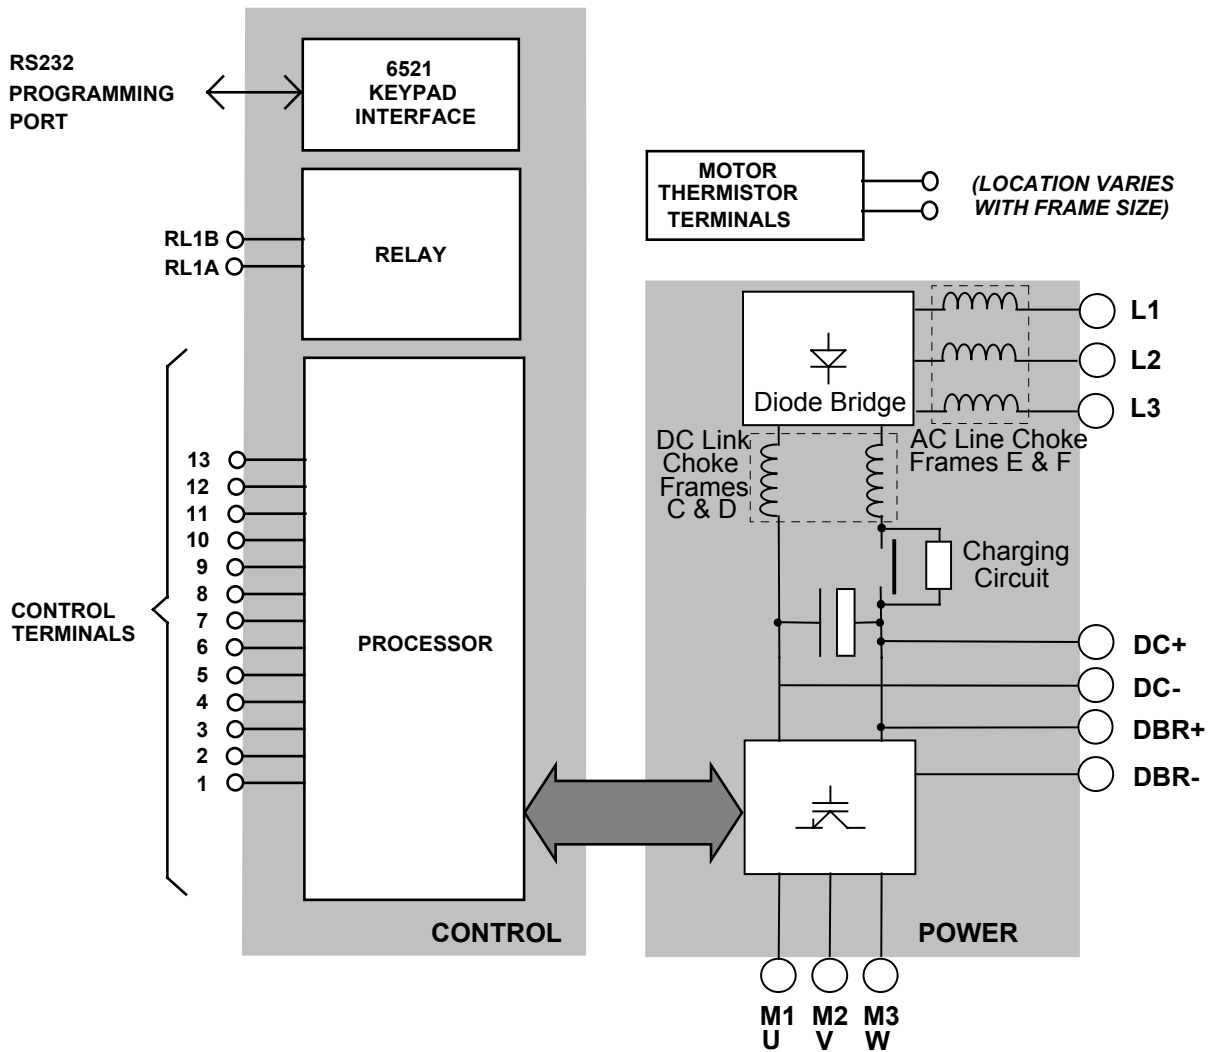 RS232
PROGRAMMING
PORT
6521
KEYPAD
INTERFACE
RL1B
RL1A
RELAY
MOTOR
THERMISTOR
TERMINALS
(LOCATION VARIES
WITH FRAME SIZE)
CONTROL
TERMINALS
13
12
11
10
9
8
7
6
5
4
3
2
1
PROCESSOR
CONTROL
Diode Bridge
L1
L2
L3
DC Link
Choke
Frames
C & D
AC Line Choke
Frames E & F
Charging
Circuit
DC+
DC-
DBR+
DBR-
POWER
M1 M2 M3
U V W